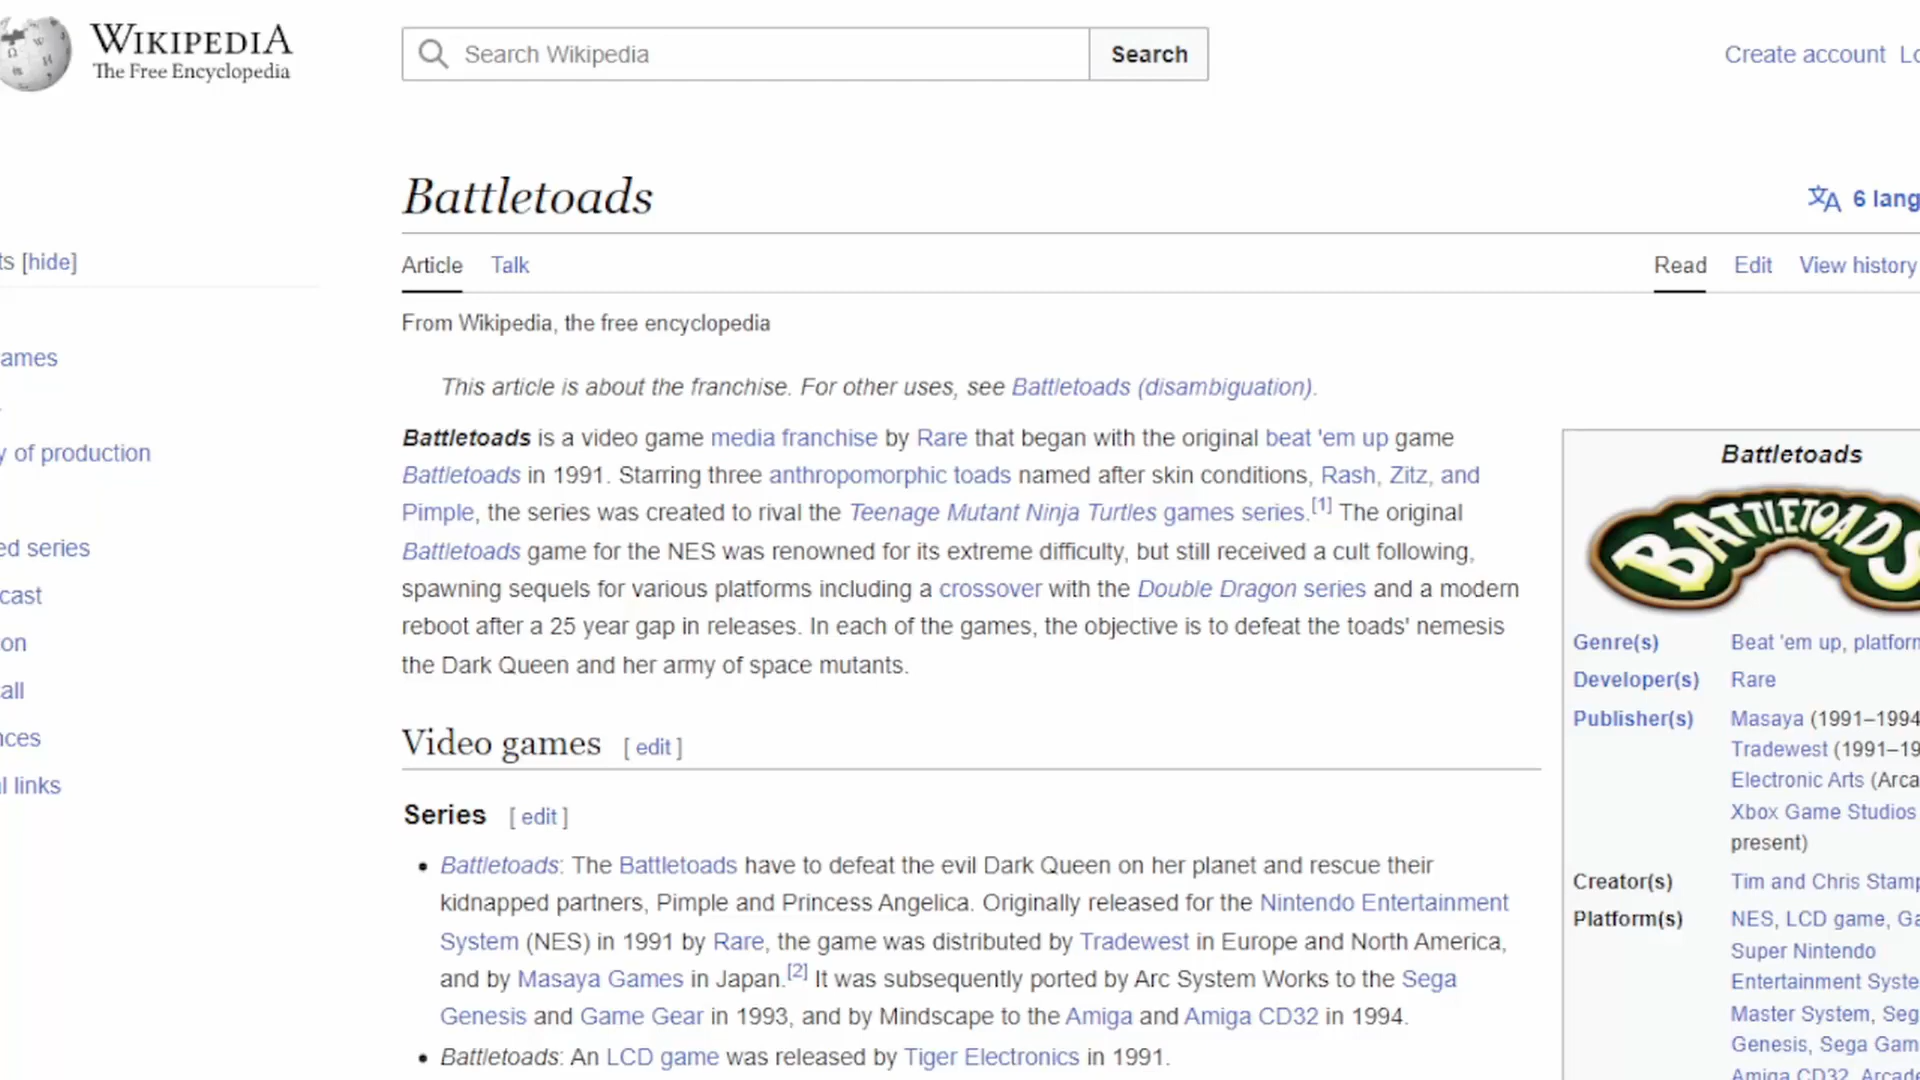 WIKIPEDIA
The Free Encyclopedia
Search Wikipedia
Search
Create account Lo
Battletoads
6 lang
ts [hide]
Article Talk
Read Edit View history
From Wikipedia, the free encyclopedia
ames
y of production
ed series
cast
on
all
nces
l links
This article is about the franchise. For other uses, see Battletoads (disambiguation).
Battletoads is a video game media franchise by Rare that began with the original beat 'em up game
Battletoads in 1991. Starring three anthropomorphic toads named after skin conditions, Rash, Zitz, and
Pimple, the series was created to rival the Teenage Mutant Ninja Turtles games series.[1] The original
Battletoads game for the NES was renowned for its extreme difficulty, but still received a cult following,
spawning sequels for various platforms including a crossover with the Double Dragon series and a modern
reboot after a 25 year gap in releases. In each of the games, the objective is to defeat the toads' nemesis
the Dark Queen and her army of space mutants.
Video games [ edit ]
Series [ edit ]
• Battletoads: The Battletoads have to defeat the evil Dark Queen on her planet and rescue their
kidnapped partners, Pimple and Princess Angelica. Originally released for the Nintendo Entertainment
System (NES) in 1991 by Rare, the game was distributed by Tradewest in Europe and North America,
and by Masaya Games in Japan.[2] It was subsequently ported by Arc System Works to the Sega
Genesis and Game Gear in 1993, and by Mindscape to the Amiga and Amiga CD32 in 1994.
• Battletoads: An LCD game was released by Tiger Electronics in 1991.
Battletoads
BATTLETOADS
Genre(s) Beat 'em up, platform
Developer(s) Rare
Publisher(s) Masaya (1991–1994
Tradewest (1991–19
Electronic Arts (Arca
Xbox Game Studios
present)
Creator(s) Tim and Chris Stamp
Platform(s) NES, LCD game, Ga
Super Nintendo
Entertainment Syste
Master System, Seg
Genesis, Sega Gam
Amiga CD32, Arcade